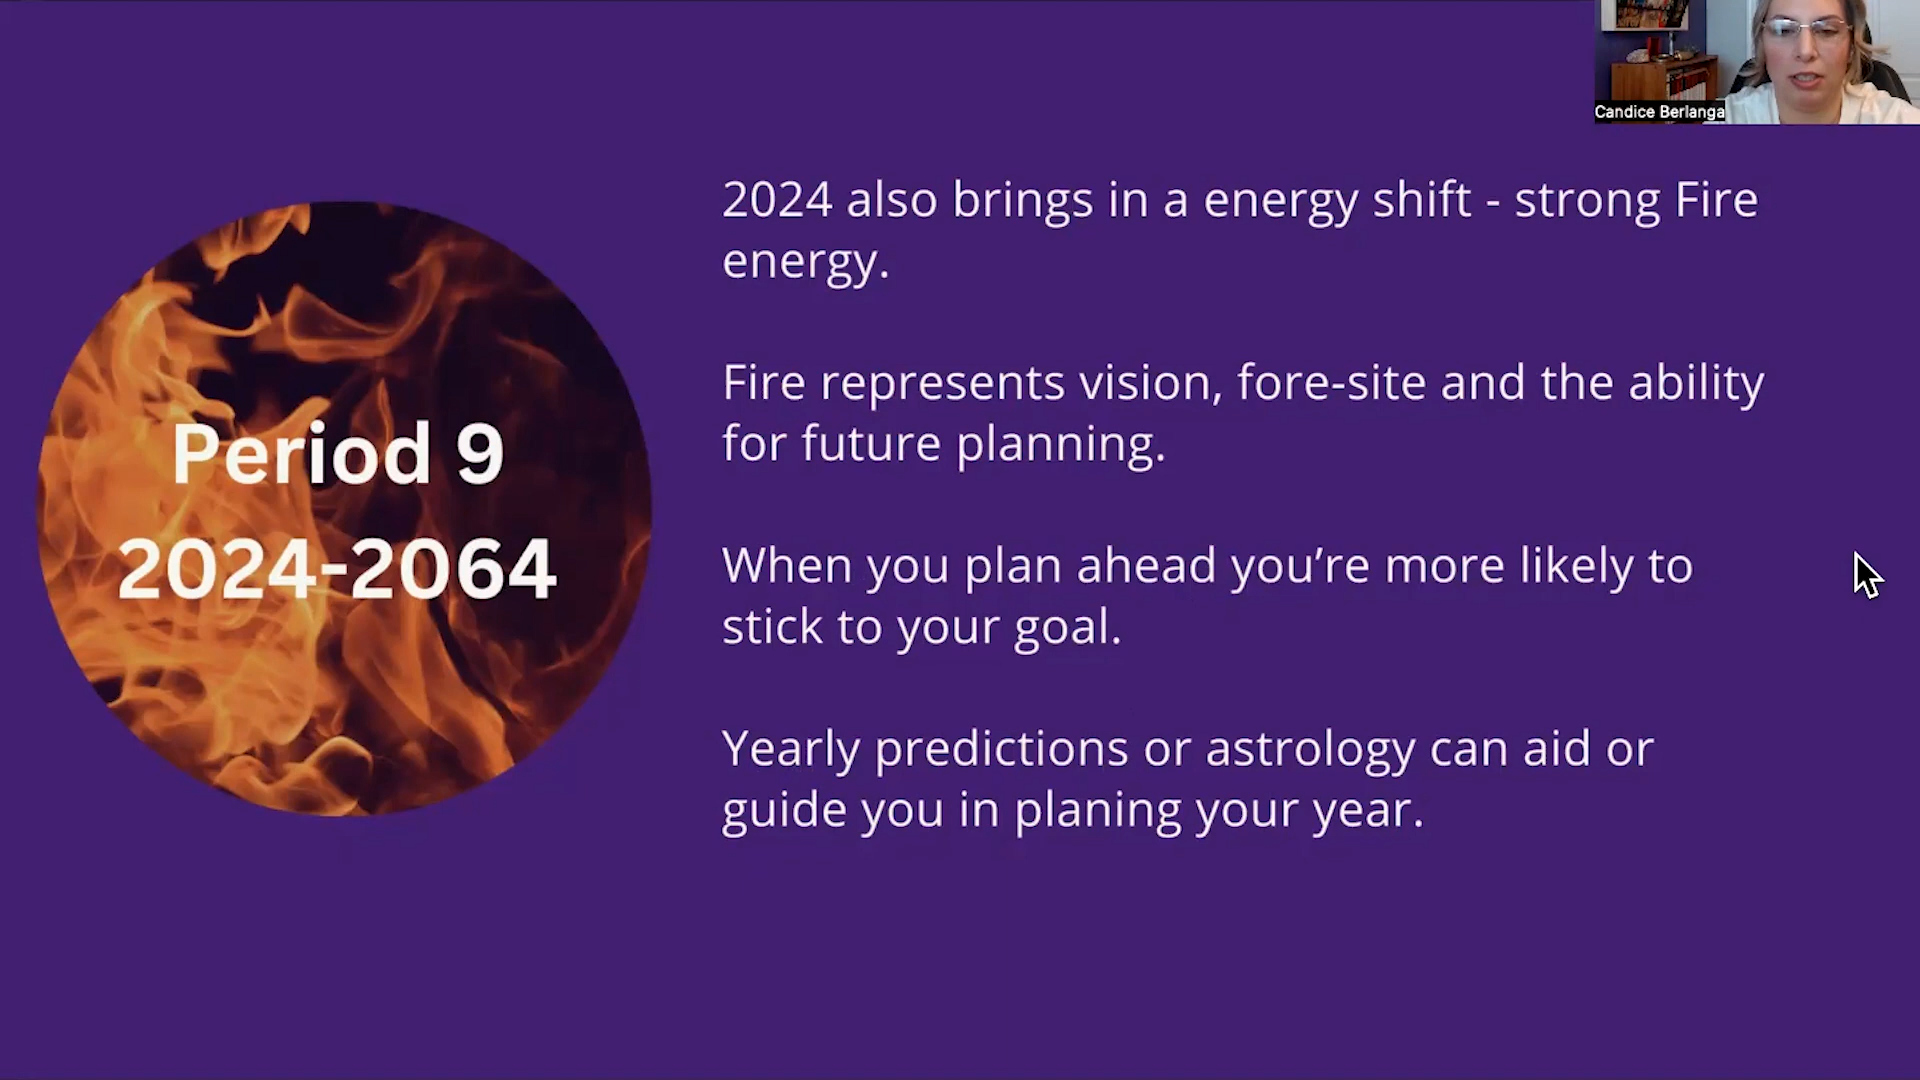 Candice Berlanga
2024 also brings in a energy shift - strong Fire
energy.
Fire represents vision, fore-site and the ability
for future planning.
Period 9
2024-2064
When you plan ahead you’re more likely to
stick to your goal.
Yearly predictions or astrology can aid or
guide you in planing your year.